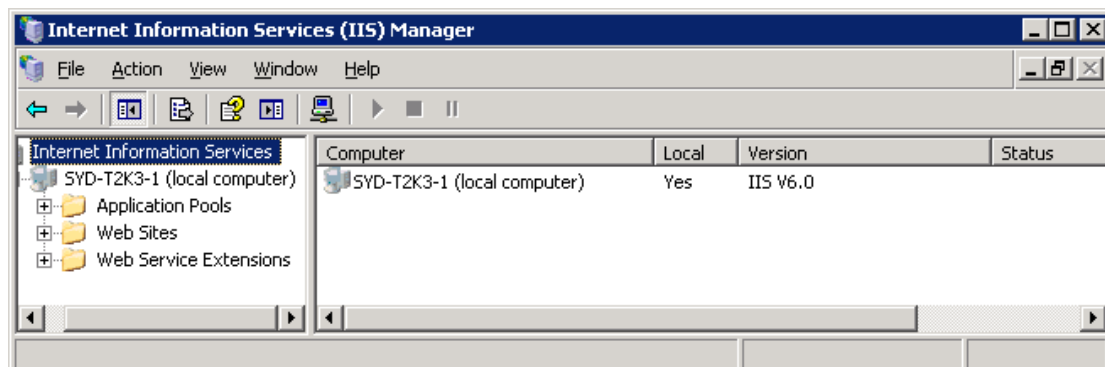 Internet Information Services (IIS) Manager
File Action View Window Help
Internet Information Services
SYD-T2K3-1 (local computer)
Application Pools
Web Sites
Web Service Extensions
Computer Local Version Status
SYD-T2K3-1 (local computer) Yes IIS V6.0